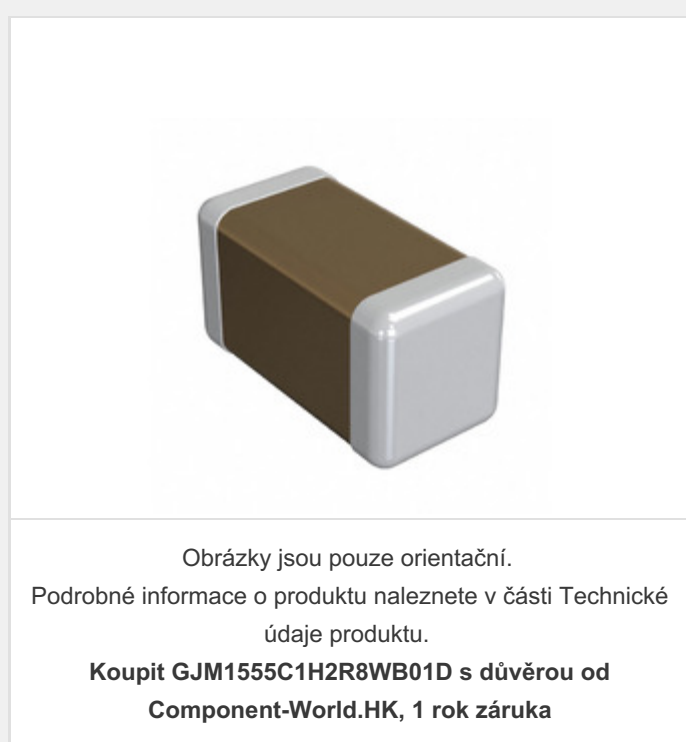 Obrázky jsou pouze orientační.
Podrobné informace o produktu naleznete v části Technické
údaje produktu.
Koupit GJM1555C1H2R8WB01D s důvěrou od
Component-World.HK, 1 rok záruka